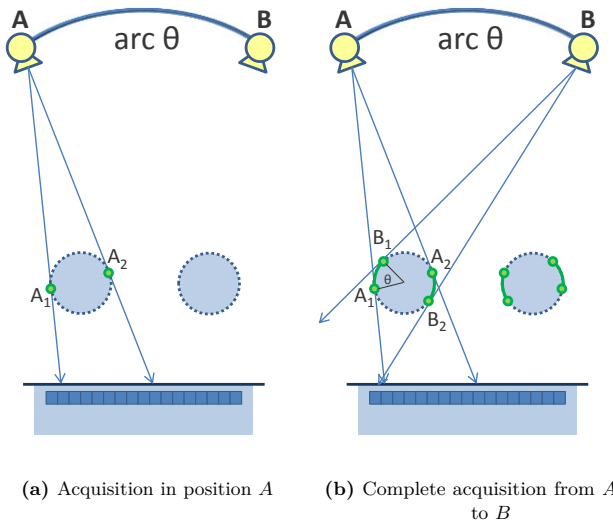 A B A B
arc θ arc θ
B₁
A₂ A₂
θ
A₁ A₁
B₂
(a) Acquisition in position A (b) Complete acquisition from A
to B